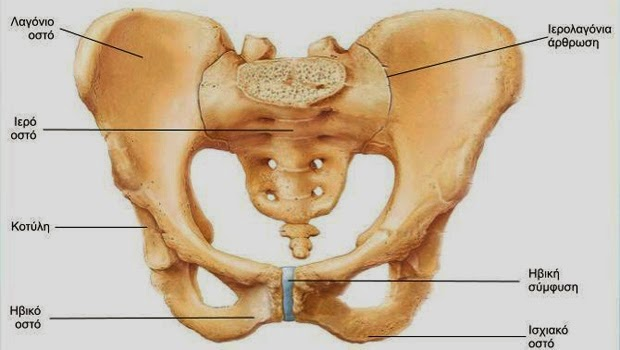 Λαγόνιο
οστό
Ιερό
οστό
Κοτύλη
Ηβικό
οστό
Ιερολαγόνια
άρθρωση
Ηβική
σύμφυση
Ισχιακό
οστό